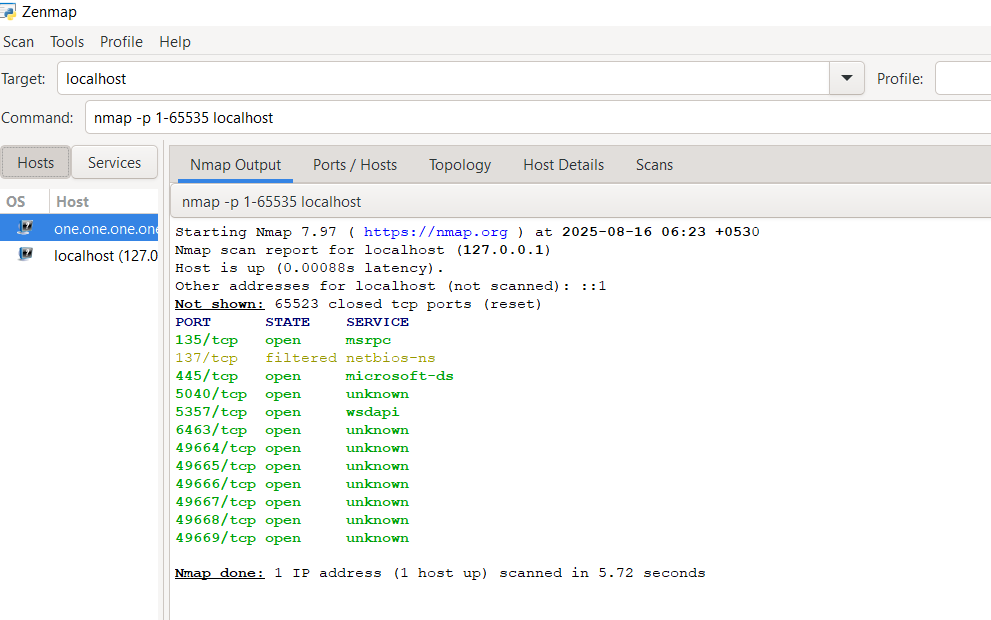 Zenmap
Scan Tools Profile Help
Target: localhost Profile:
Command: nmap -p 1-65535 localhost
Hosts Services Nmap Output Ports / Hosts Topology Host Details Scans
OS Host
nmap -p 1-65535 localhost
one.one.one.one
localhost (127.0
Starting Nmap 7.97 ( https://nmap.org ) at 2025-08-16 06:23 +0530
Nmap scan report for localhost (127.0.0.1)
Host is up (0.00088s latency).
Other addresses for localhost (not scanned): ::1
Not shown: 65523 closed tcp ports (reset)
PORT STATE SERVICE
135/tcp open msrpc
137/tcp filtered netbios-ns
445/tcp open microsoft-ds
5040/tcp open unknown
5357/tcp open wsdapi
6463/tcp open unknown
49664/tcp open unknown
49665/tcp open unknown
49666/tcp open unknown
49667/tcp open unknown
49668/tcp open unknown
49669/tcp open unknown
Nmap done: 1 IP address (1 host up) scanned in 5.72 seconds